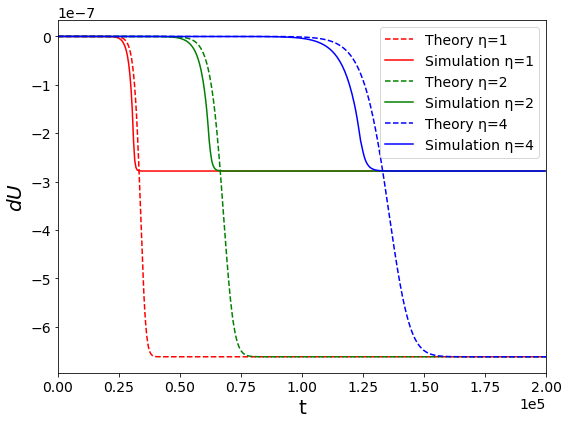 1e−7
0
−1
−2
−3
−4
−5
−6
dU
Theory η=1
Simulation η=1
Theory η=2
Simulation η=2
Theory η=4
Simulation η=4
0.00 0.25 0.50 0.75 1.00 1.25 1.50 1.75 2.00
1e5
t